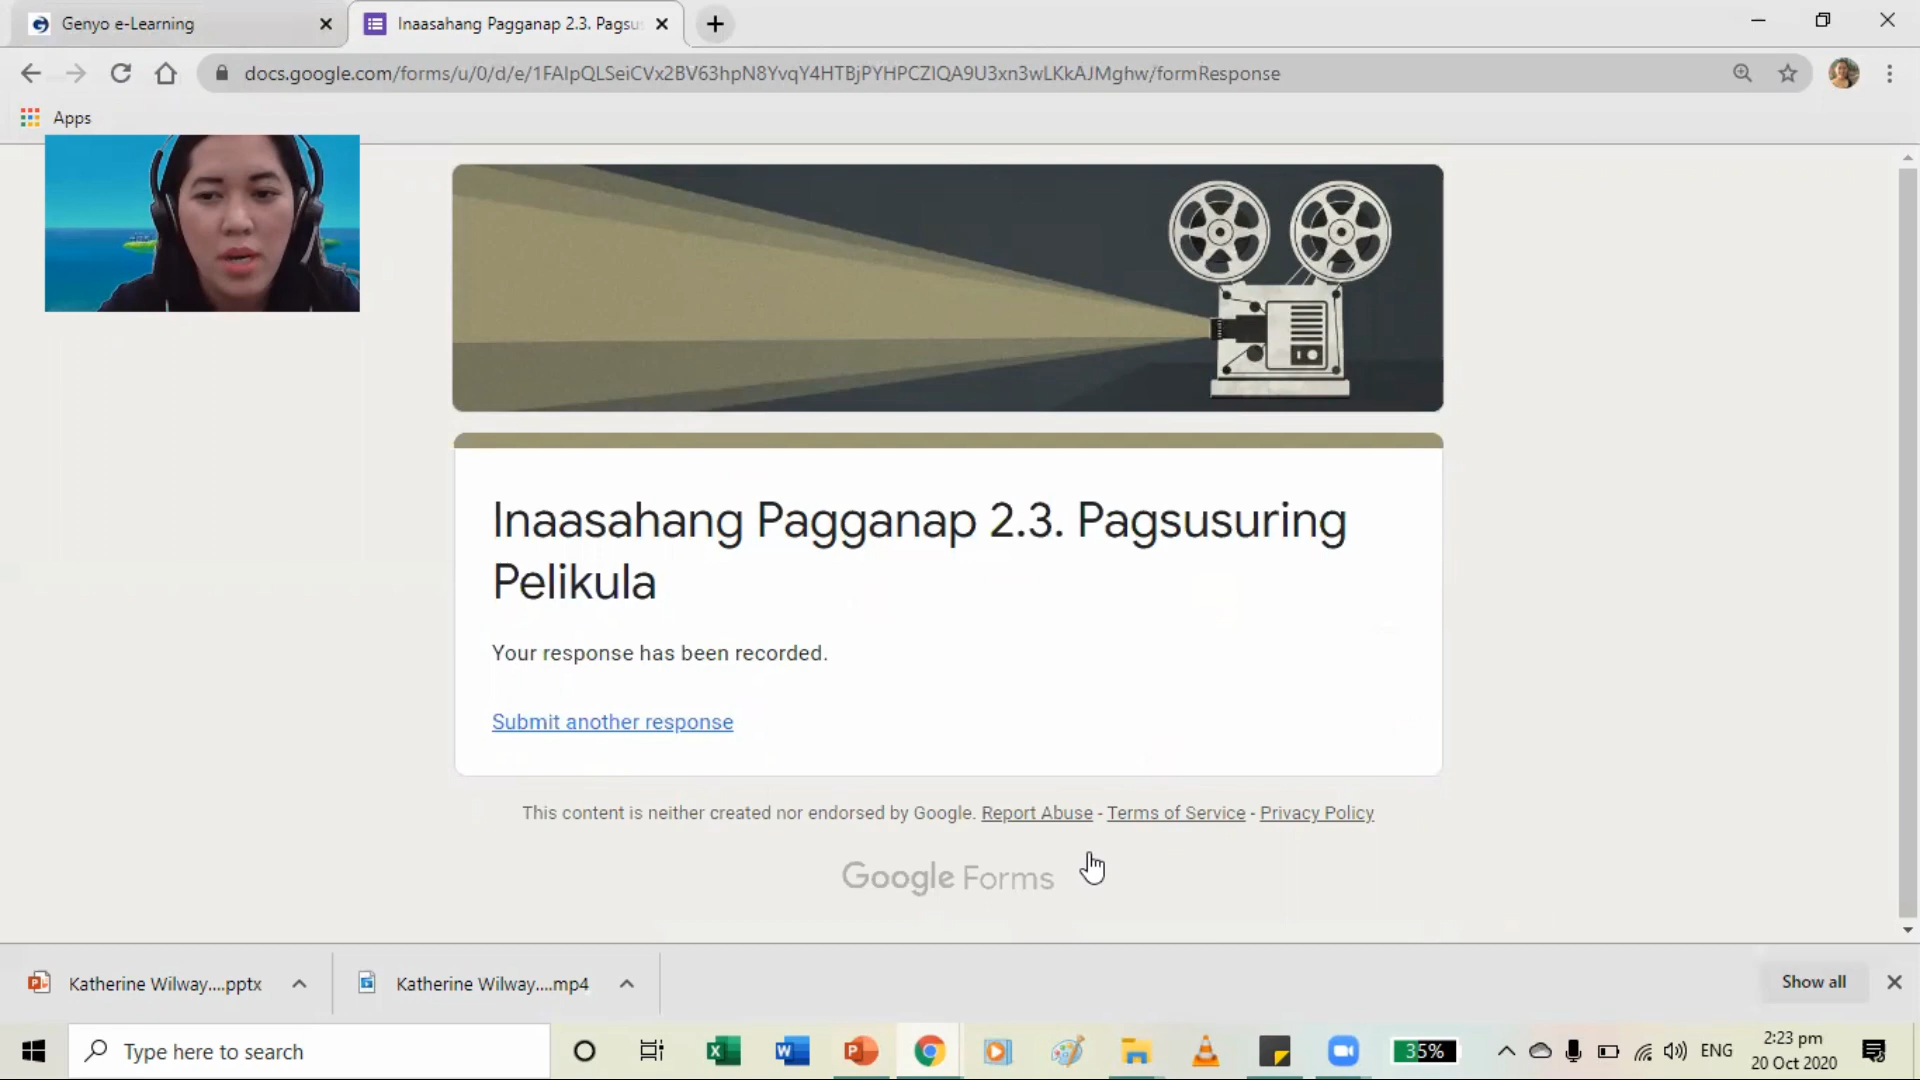 Genyo e-Learning
Inaasahang Pagganap 2.3. Pagsu
docs.google.com/forms/u/0/d/e/1FAIpQLSeiCVx2BV63hpN8YvqY4HTBjPYHPCZIQA9U3xn3wLKkAJMghw/formResponse
Apps
Inaasahang Pagganap 2.3. Pagsusuring
Pelikula
Your response has been recorded.
Submit another response
This content is neither created nor endorsed by Google. Report Abuse - Terms of Service - Privacy Policy
Google Forms
Katherine Wilway....pptx
Katherine Wilway....mp4
Show all
Type here to search
35%
ENG
2:23 pm
20 Oct 2020